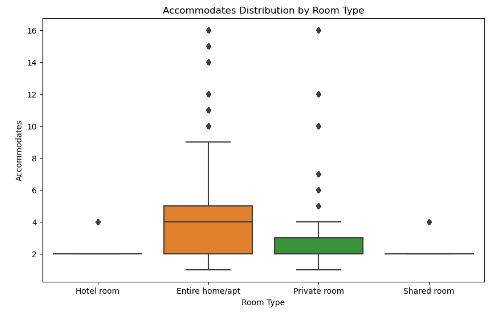 Accommodates Distribution by Room Type
Accommodates
16
14
12
10
8
6
4
2
Hotel room Entire home/apt Private room Shared room
Room Type